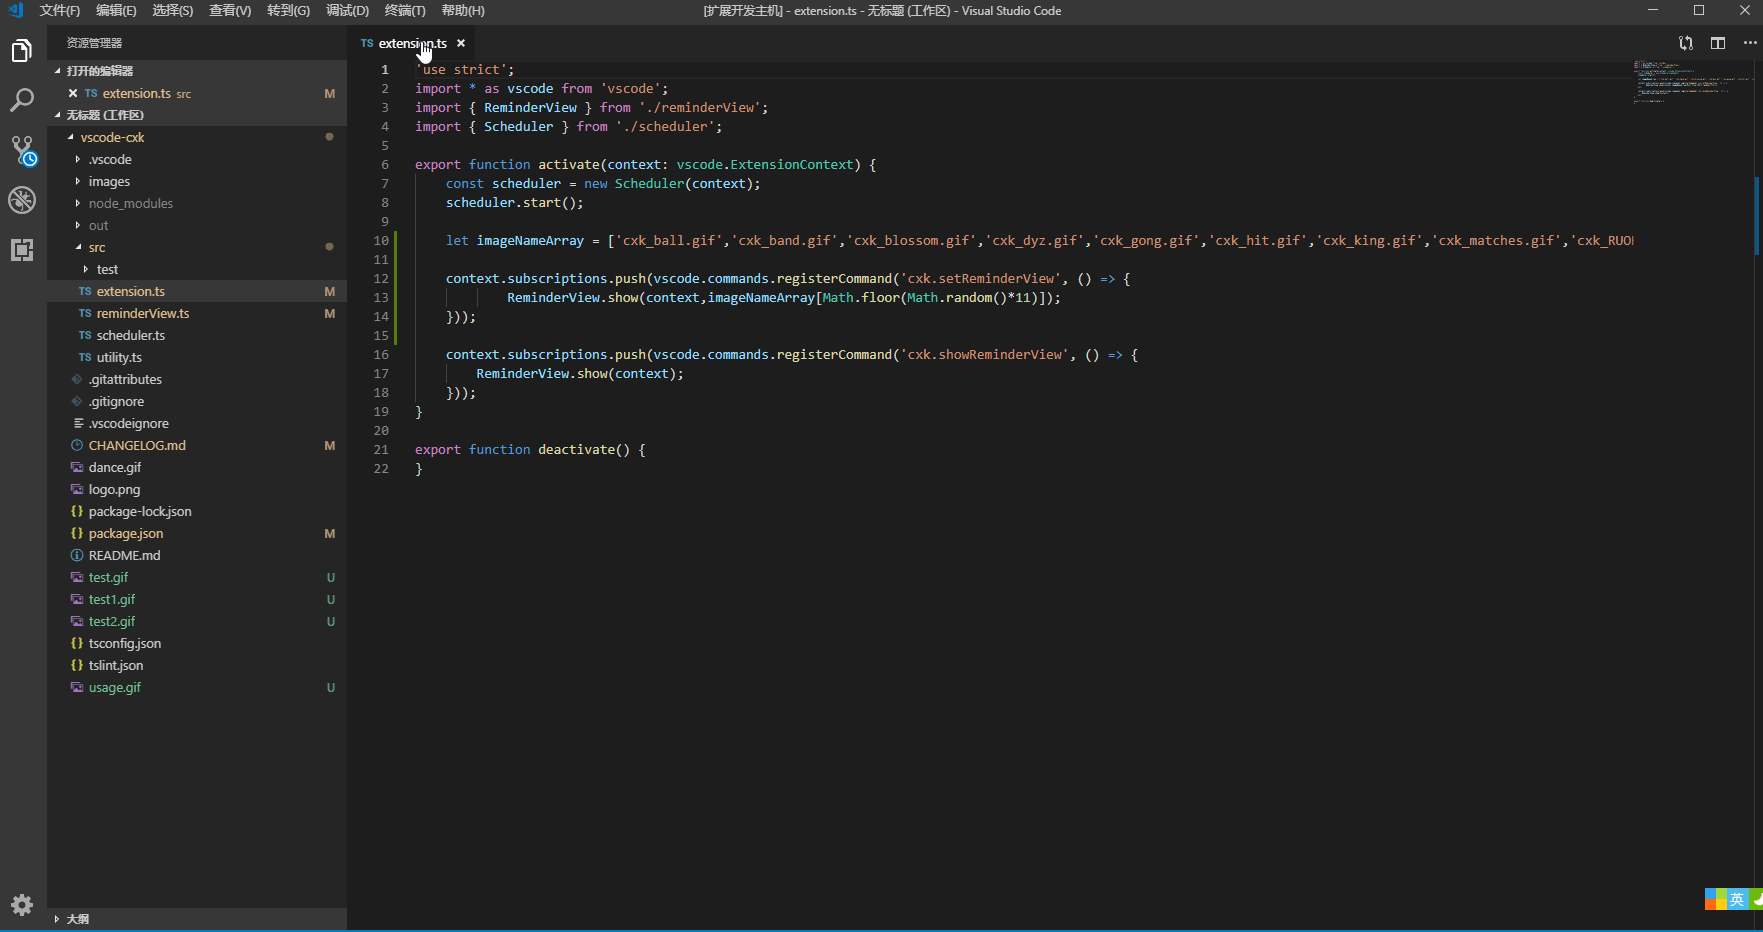 文件(F) 编辑(E) 选择(S) 查看(V) 转到(G) 调试(D) 终端(T) 帮助(H)
[扩展开发主机] - extension.ts - 无标题 (工作区) - Visual Studio Code
资源管理器
打开的编辑器
TS extension.ts src M
无标题 (工作区)
vscode-cxk
.vscode
images
node_modules
out
src
test
TS extension.ts M
TS reminderView.ts M
TS scheduler.ts
TS utility.ts
.gitattributes
.gitignore
.vscodeignore
CHANGELOG.md M
dance.gif
logo.png
{} package-lock.json
{} package.json M
README.md
test.gif U
test1.gif U
test2.gif U
{} tsconfig.json
{} tslint.json
usage.gif U
大纲
TS extension.ts
1 'use strict';
2 import * as vscode from 'vscode';
3 import { ReminderView } from './reminderView';
4 import { Scheduler } from './scheduler';
5
6 export function activate(context: vscode.ExtensionContext) {
7 const scheduler = new Scheduler(context);
8 scheduler.start();
9
10 let imageNameArray = ['cxk_ball.gif','cxk_band.gif','cxk_blossom.gif','cxk_dyz.gif','cxk_gong.gif','cxk_hit.gif','cxk_king.gif','cxk_matches.gif','cxk_RUO
11
12 context.subscriptions.push(vscode.commands.registerCommand('cxk.setReminderView', () => {
13 ReminderView.show(context,imageNameArray[Math.floor(Math.random()*11)]);
14 }));
15
16 context.subscriptions.push(vscode.commands.registerCommand('cxk.showReminderView', () => {
17 ReminderView.show(context);
18 }));
19 }
20
21 export function deactivate() {
22 }
英